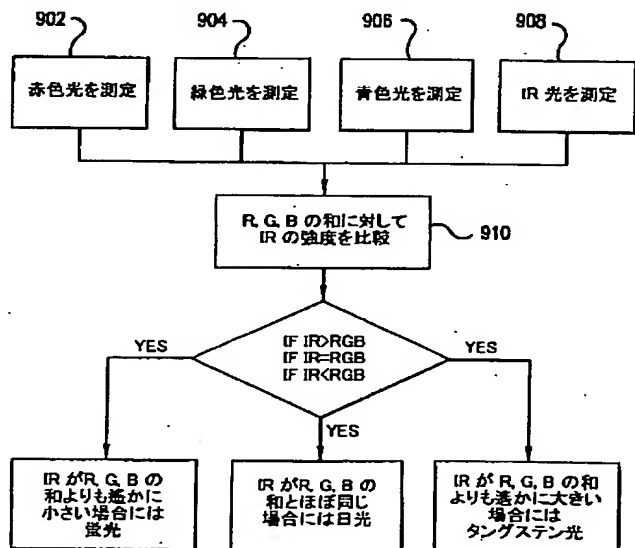 902
904
906
908
赤色光を測定
緑色光を測定
青色光を測定
IR 光を測定
R, G, B の和に対して
IR の強度を比較
910
IF IR>RGB
IF IR=RGB
IF IR<RGB
YES
YES
YES
IR がR, G, B の
和よりも遥かに
小さい場合には
蛍光
IR がR, G, B の
和とほぼ同じ
場合には日光
IR が R, G, B の和
よりも遥かに大きい
場合には
タングステン光